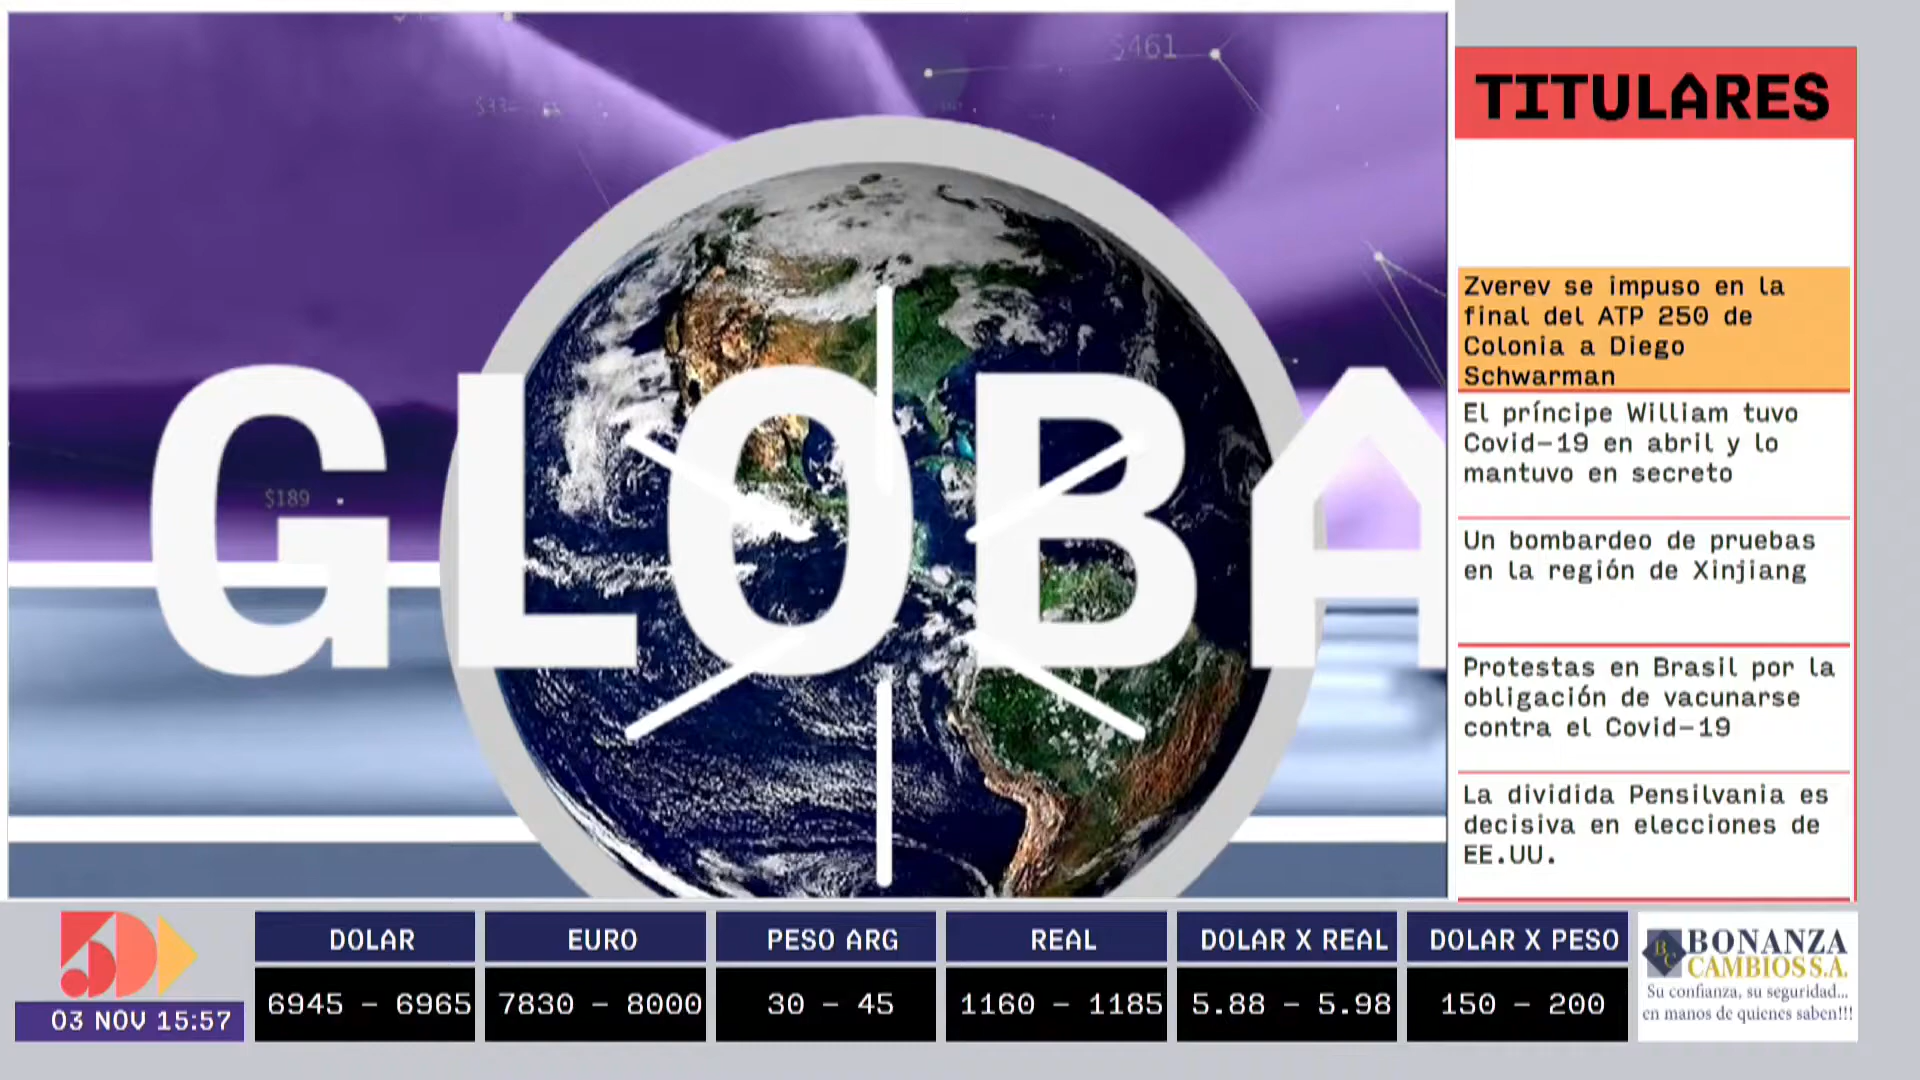 $461
$189
GLOBA
TITULARES
Zverev se impuso en la
final del ATP 250 de
Colonia a Diego
Schwarman
El príncipe William tuvo
Covid-19 en abril y lo
mantuvo en secreto
Un bombardeo de pruebas
en la región de Xinjiang
Protestas en Brasil por la
obligación de vacunarse
contra el Covid-19
La dividida Pensilvania es
decisiva en elecciones de
EE.UU.
5D
03 NOV 15:57
DOLAR
6945 - 6965
EURO
7830 - 8000
PESO ARG
30 - 45
REAL
1160 - 1185
DOLAR X REAL
5.88 - 5.98
DOLAR X PESO
150 - 200
BC
BONANZA
CAMBIOS S.A.
Su confianza, su seguridad...
en manos de quienes saben!!!